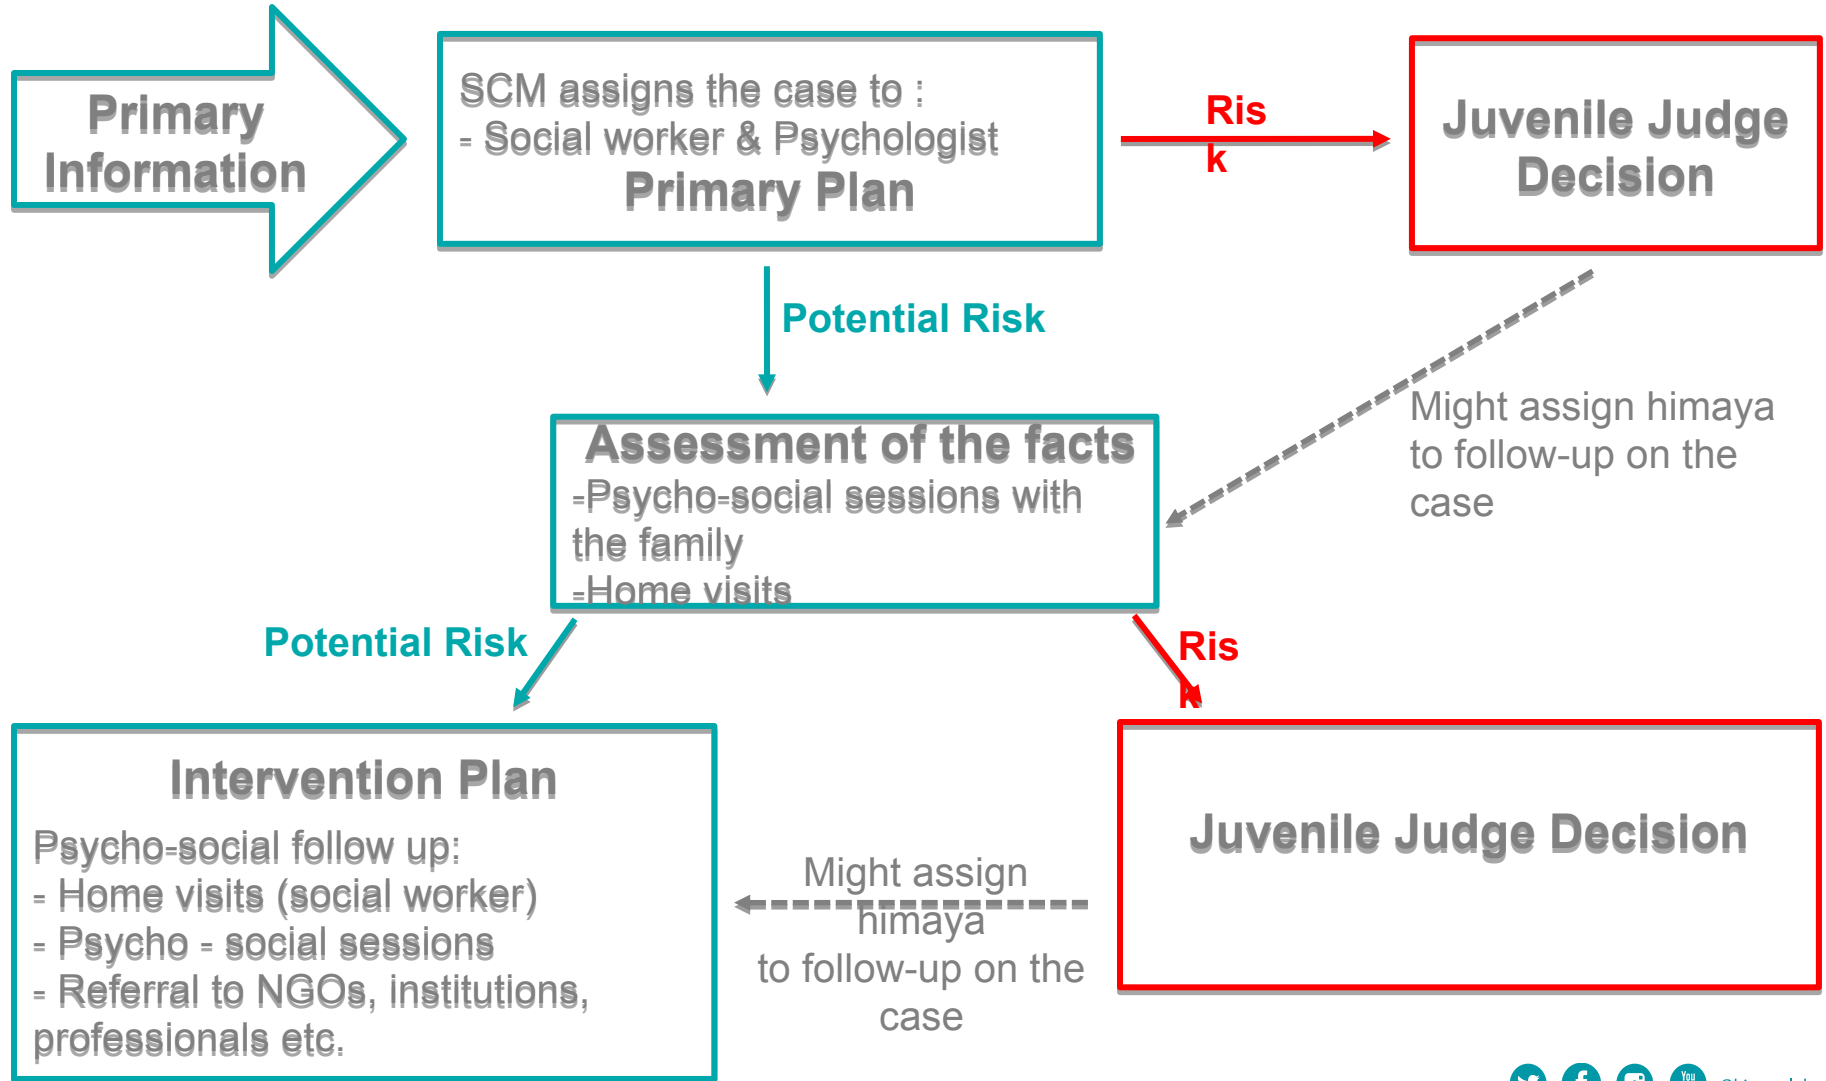 Primary
Information
SCM assigns the case to :
- Social worker & Psychologist
Primary Plan
Ris
k
Juvenile Judge
Decision
Potential Risk
Might assign himaya
to follow-up on the
case
Assessment of the facts
-Psycho-social sessions with
the family
-Home visits
Potential Risk
Ris
k
Intervention Plan
Psycho-social follow up:
- Home visits (social worker)
- Psycho - social sessions
- Referral to NGOs, institutions,
professionals etc.
Might assign
himaya
to follow-up on the
case
Juvenile Judge Decision
You